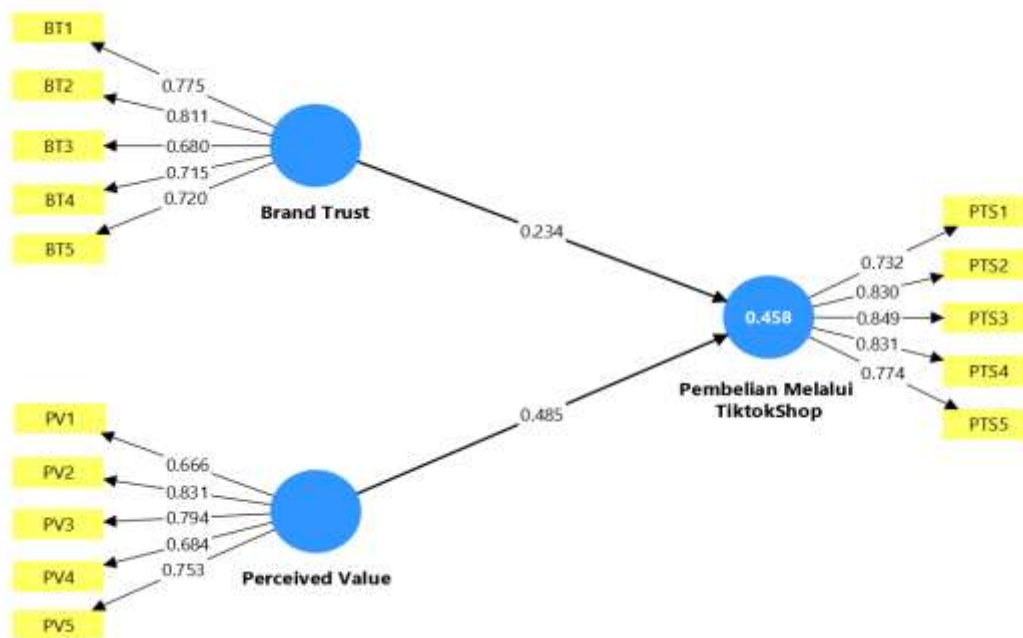 BT1
0.775
BT2
0.811
BT3
0.680
BT4
0.715
BT5
0.720
Brand Trust
0.234
PTS1
0.732
PTS2
0.830
PTS3
0.849
PTS4
0.831
PTS5
0.774
0.458
Pembelian Melalui
TiktokShop
0.485
PV1
0.666
PV2
0.831
PV3
0.794
PV4
0.684
PV5
0.753
Perceived Value